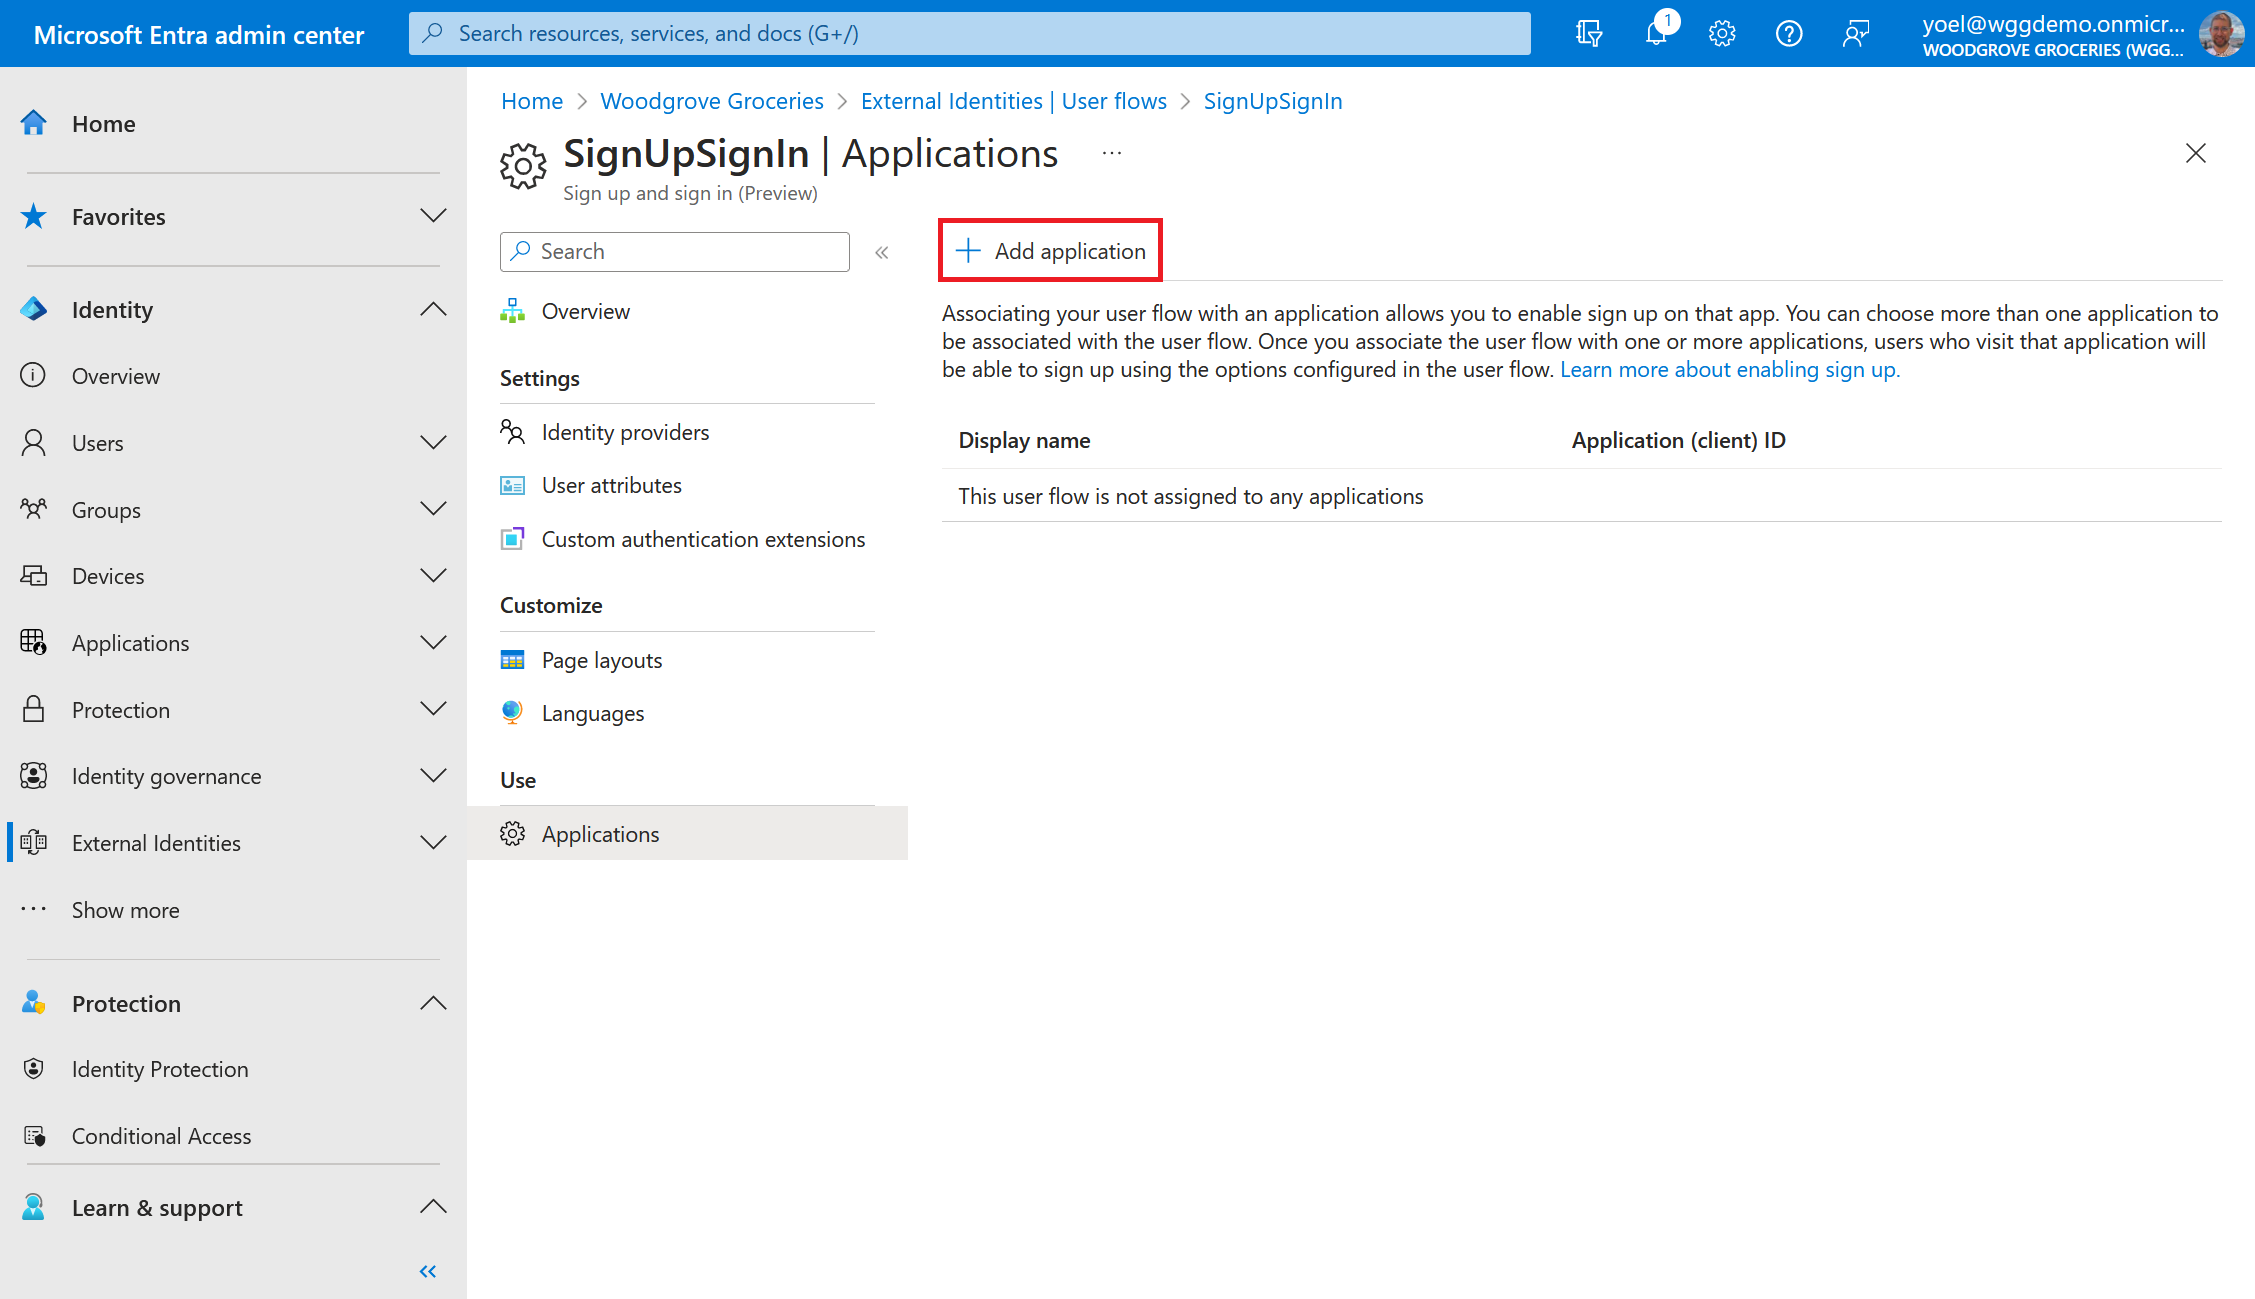 Microsoft Entra admin center
Search resources, services, and docs (G+/)
1
yoel@wggdemo.onmicr...
WOODGROVE GROCERIES (WGG...
Home
Favorites
Identity
Overview
Users
Groups
Devices
Applications
Protection
Identity governance
External Identities
Show more
Protection
Identity Protection
Conditional Access
Learn & support
Home > Woodgrove Groceries > External Identities | User flows > SignUpSignIn
SignUpSignIn | Applications ...
Sign up and sign in (Preview)
Search
Overview
Settings
Identity providers
User attributes
Custom authentication extensions
Customize
Page layouts
Languages
Use
Applications
Add application
Associating your user flow with an application allows you to enable sign up on that app. You can choose more than one application to
be associated with the user flow. Once you associate the user flow with one or more applications, users who visit that application will
be able to sign up using the options configured in the user flow. Learn more about enabling sign up.
Display name Application (client) ID
This user flow is not assigned to any applications